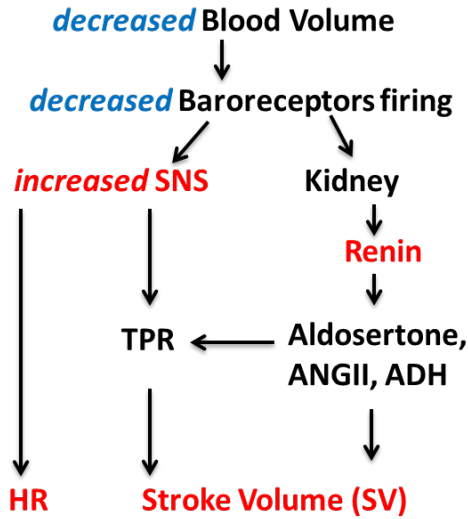 decreased Blood Volume
decreased Baroreceptors firing
increased SNS
Kidney
Renin
TPR
Aldosertone,
ANGII, ADH
HR
Stroke Volume (SV)